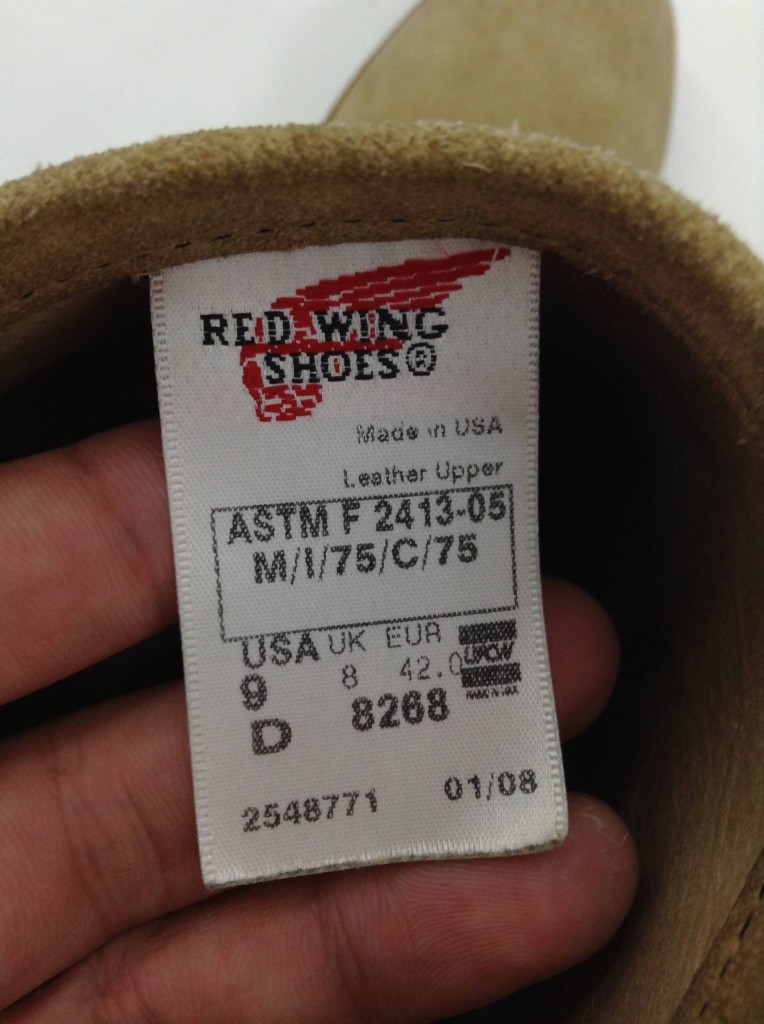 RED WING
SHOES®
Made in USA
Leather Upper
ASTM F 2413-05
M/I/75/C/75
USA UK EUR
9 8 42.0
UFCW
D 8268
2548771 01/08